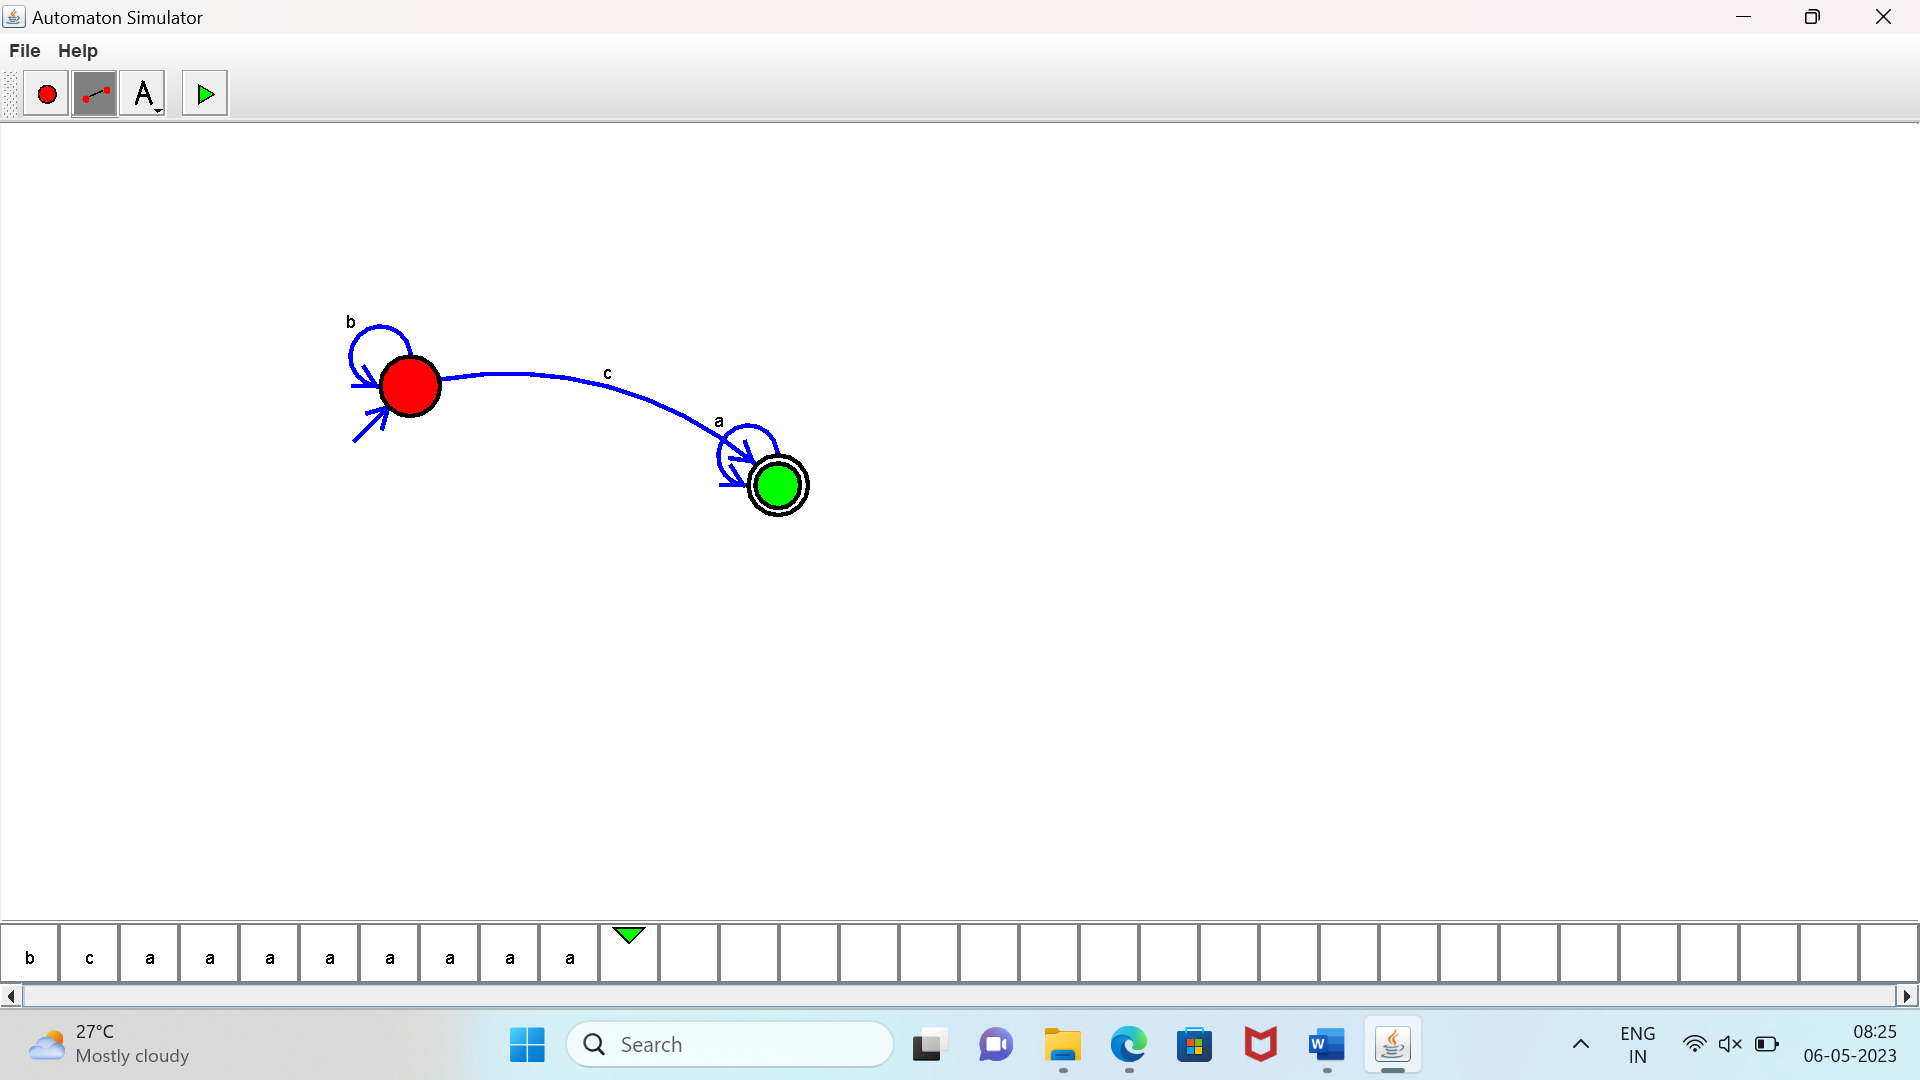 Automaton Simulator
File Help
A
b
c
a
b c a a a a a a a a
27°C
Mostly cloudy
Search
W
ENG
IN
08:25
06-05-2023